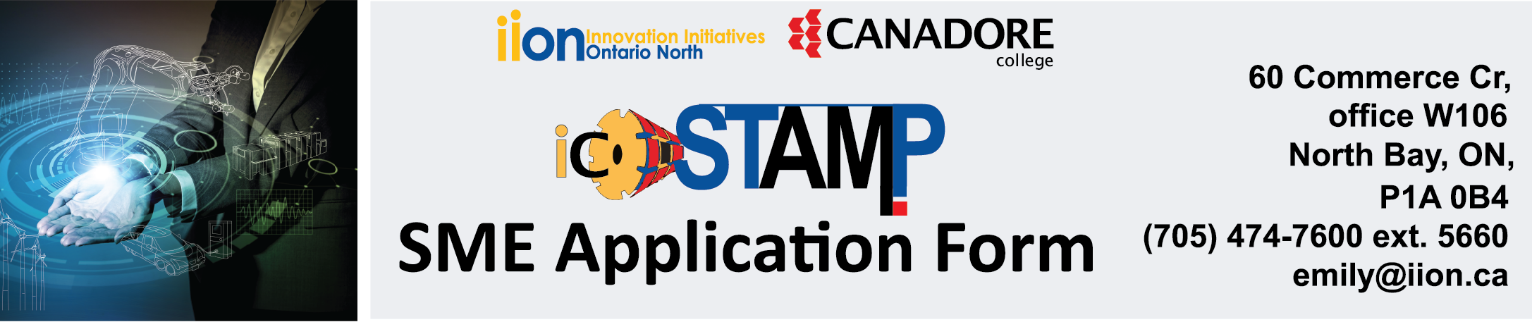 iion Innovation Initiatives
Ontario North
CANADORE
college
iCOSTAMP
SME Application Form
60 Commerce Cr,
office W106
North Bay, ON,
P1A 0B4
(705) 474-7600 ext. 5660
emily@iion.ca